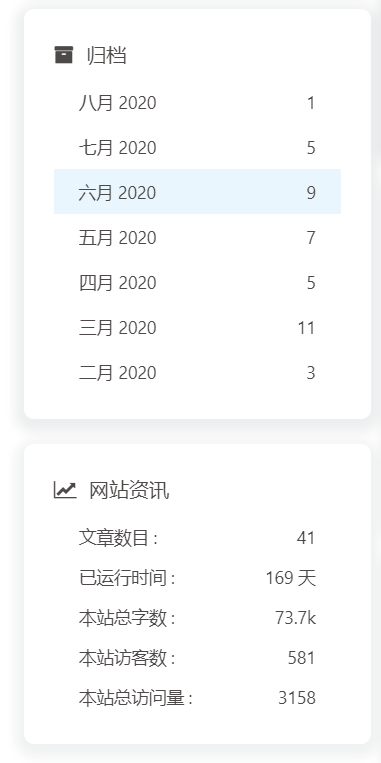 归档
八月 2020 1
七月 2020 5
六月 2020 9
五月 2020 7
四月 2020 5
三月 2020 11
二月 2020 3
网站资讯
文章数目 : 41
已运行时间 : 169 天
本站总字数 : 73.7k
本站访客数 : 581
本站总访问量 : 3158